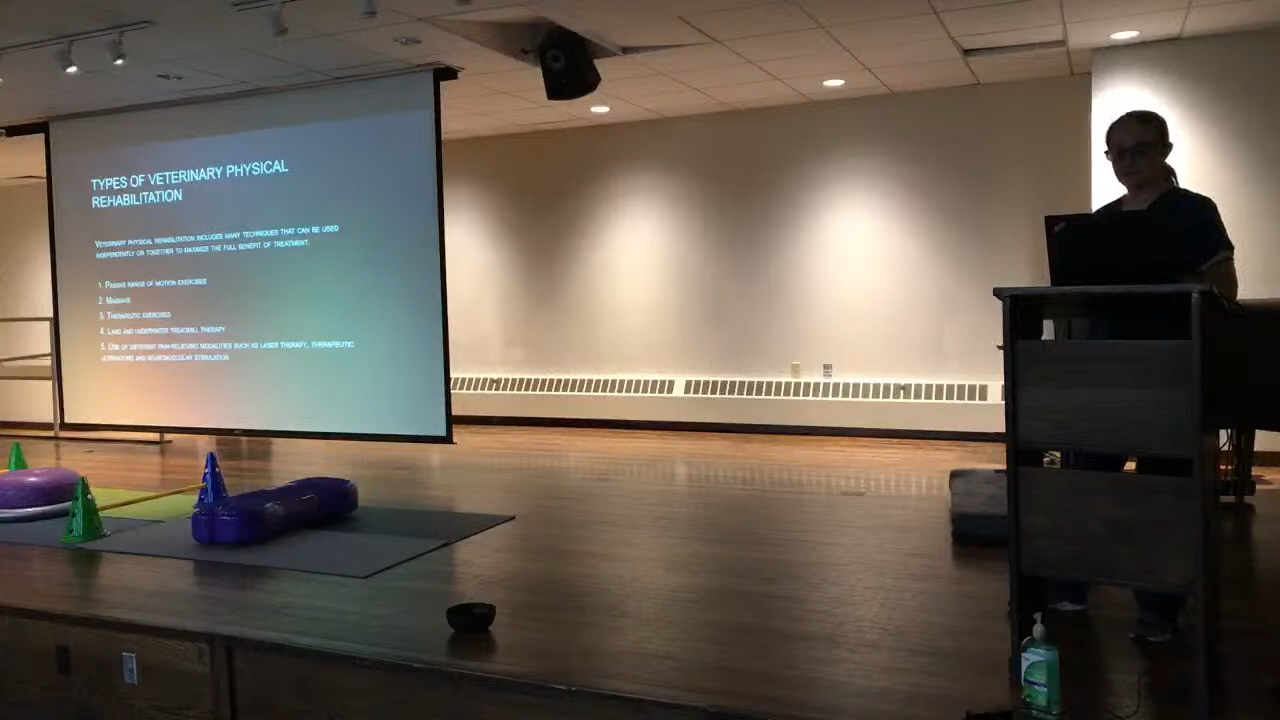 TYPES OF VETERINARY PHYSICAL
REHABILITATION
VETERINARY PHYSICAL REHABILITATION INCLUDES MANY TECHNIQUES THAT CAN BE USED
INDEPENDENTLY OR TOGETHER TO MAXIMIZE THE FULL BENEFIT OF TREATMENT.
1. PASSIVE RANGE OF MOTION EXERCISES
2. MASSAGE
3. THERAPEUTIC EXERCISES
4. LAND AND UNDERWATER TREADMILL THERAPY
5. USE OF DIFFERENT PAIN-RELIEVING MODALITIES SUCH AS LASER THERAPY, THERAPEUTIC
ULTRASOUND AND NEUROMUSCULAR STIMULATION